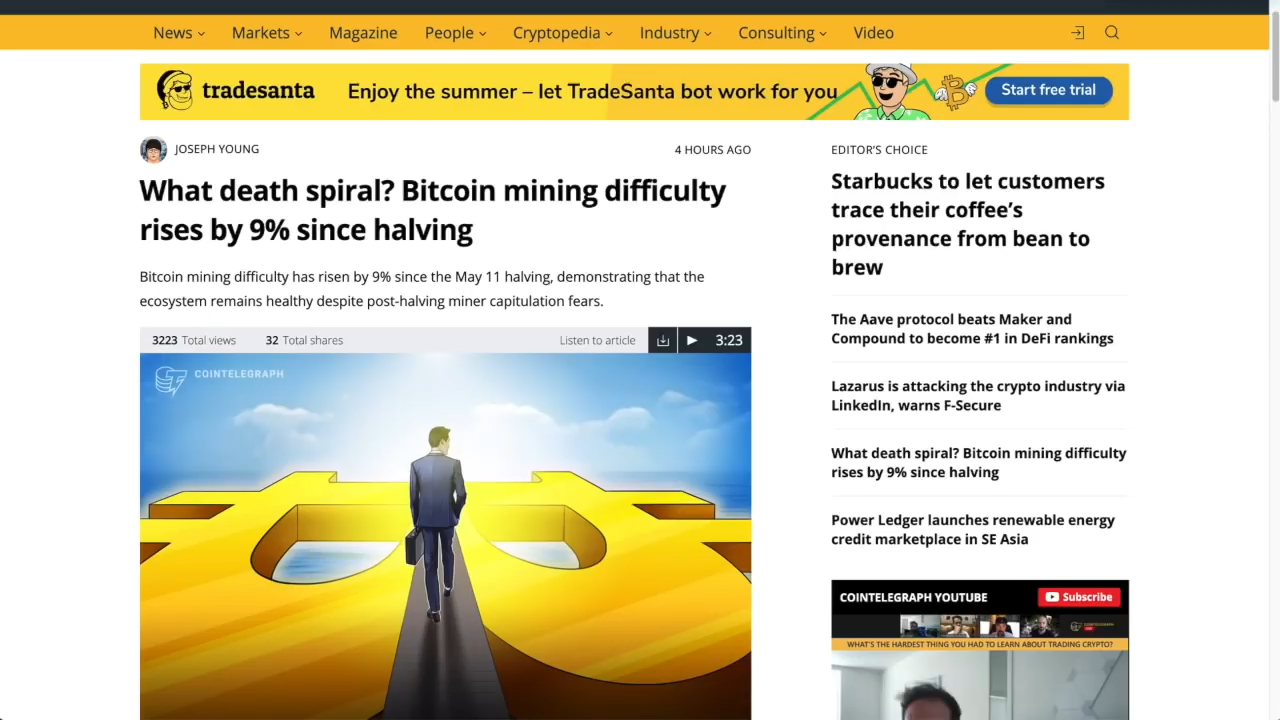 News Markets Magazine People Cryptopedia Industry Consulting Video
tradesanta Enjoy the summer – let TradeSanta bot work for you Start free trial
JOSEPH YOUNG 4 HOURS AGO
What death spiral? Bitcoin mining difficulty
rises by 9% since halving
Bitcoin mining difficulty has risen by 9% since the May 11 halving, demonstrating that the
ecosystem remains healthy despite post-halving miner capitulation fears.
3223 Total views 32 Total shares Listen to article 3:23
COINTELEGRAPH
EDITOR'S CHOICE
Starbucks to let customers
trace their coffee's
provenance from bean to
brew
The Aave protocol beats Maker and
Compound to become #1 in DeFi rankings
Lazarus is attacking the crypto industry via
LinkedIn, warns F-Secure
What death spiral? Bitcoin mining difficulty
rises by 9% since halving
Power Ledger launches renewable energy
credit marketplace in SE Asia
COINTELEGRAPH YOUTUBE Subscribe
WHAT'S THE HARDEST THING YOU HAD TO LEARN ABOUT TRADING CRYPTO?